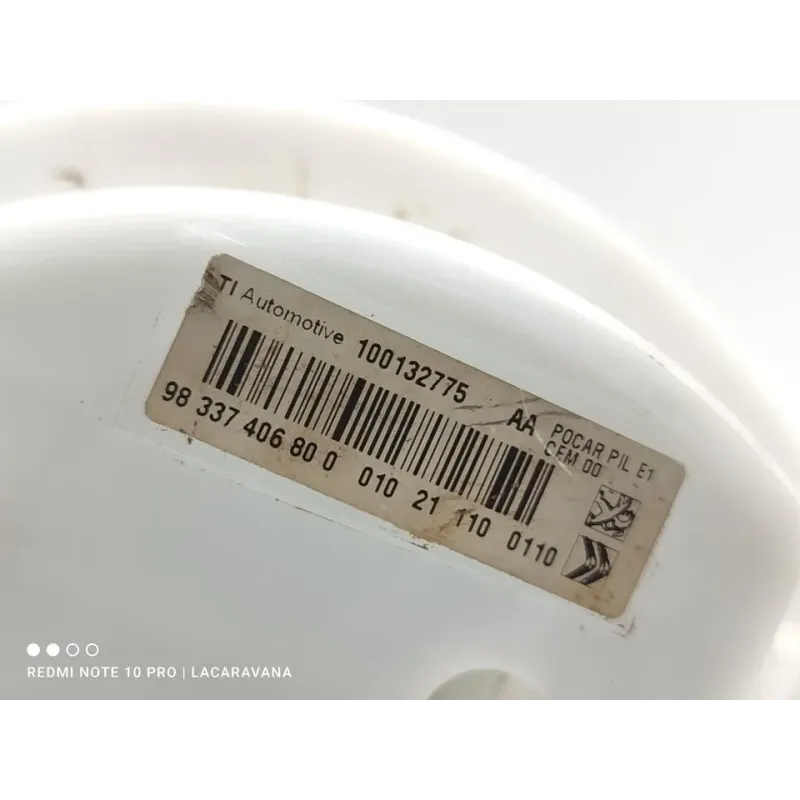 TI Automotive 100132775 AA
POCAR PIL E1
CEM 00
98 337 406 80 0 010 21 110 0110
REDMI NOTE 10 PRO | LACARAVANA